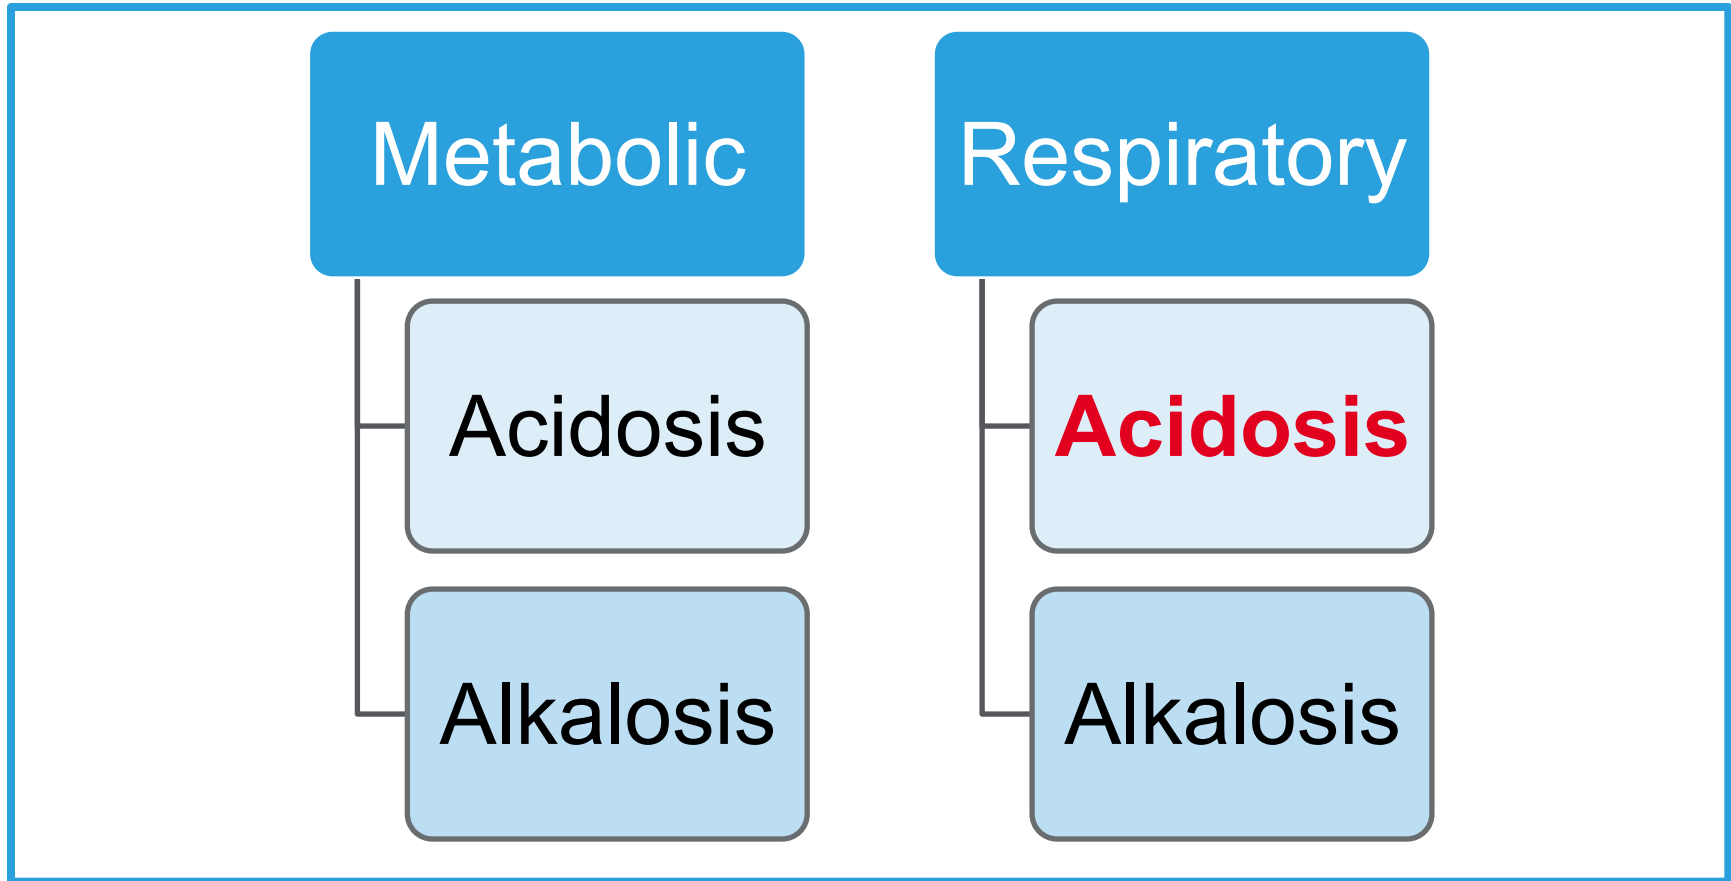 Metabolic
Acidosis
Alkalosis
Respiratory
Acidosis
Alkalosis